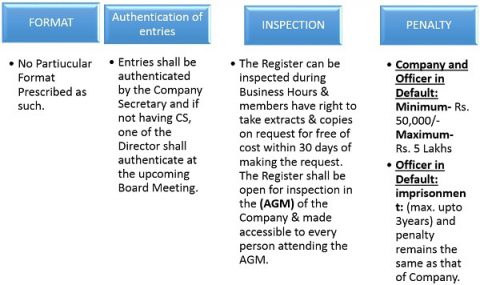 FORMAT
• No Partiucular
Format
Prescribed as
such.
Authentication of
entries
• Entries shall be
authenticated
by the Company
Secretary and if
not having CS,
one of the
Director shall
authenticate at
the upcoming
Board Meeting.
INSPECTION
• The Register can be
inspected during
Business Hours &
members have right to
take extracts & copies
on request for free of
cost within 30 days of
making the request.
The Register shall be
open for inspection in
the (AGM) of the
Company & made
accessible to every
person attending the
AGM.
PENALTY
• Company and
Officer in
Default:
Minimum- Rs.
50,000/-
Maximum-
Rs. 5 Lakhs
• Officer in
Default:
imprisonmen
t: (max. upto
3years) and
penalty
remains the
same as that
of Company.